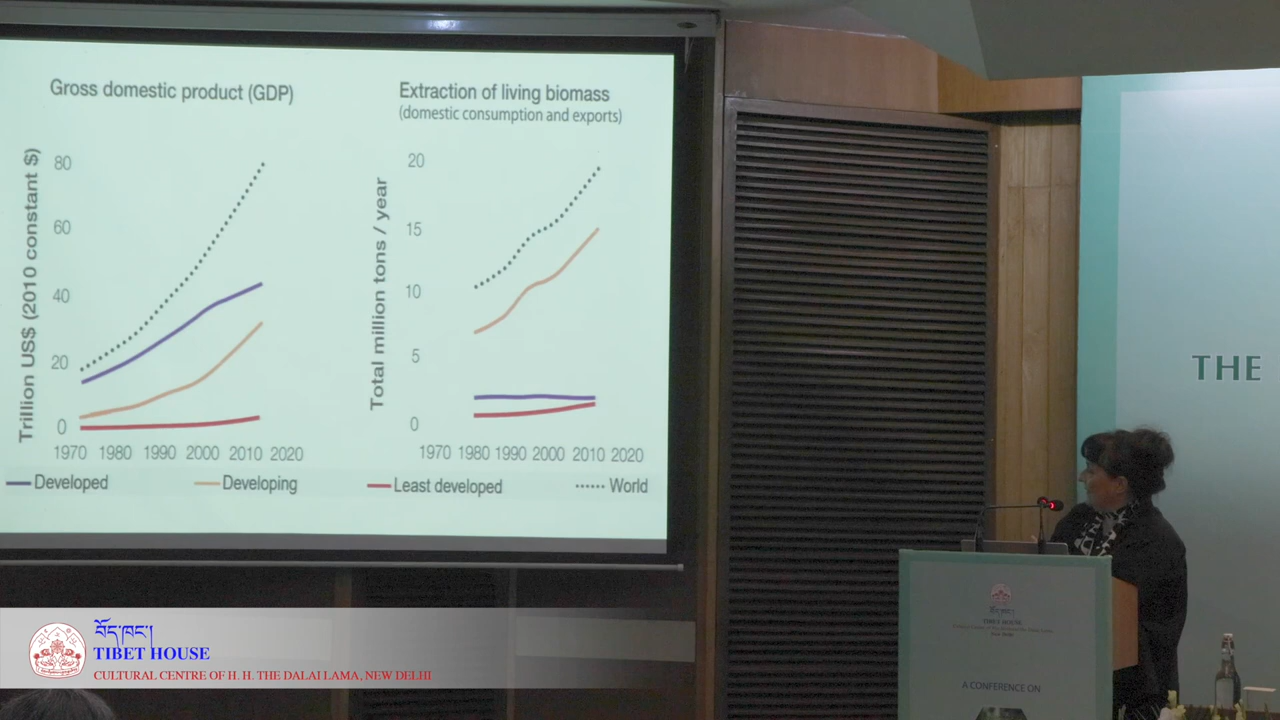 Gross domestic product (GDP)
Trillion US$ (2010 constant $)
80
60
40
20
0
1970 1980 1990 2000 2010 2020
Extraction of living biomass
(domestic consumption and exports)
Total million tons / year
20
15
10
5
0
1970 1980 1990 2000 2010 2020
Developed Developing Least developed World
THE
TIBET HOUSE
A CONFERENCE ON
བོད་ཁང་།
TIBET HOUSE
CULTURAL CENTRE OF H. H. THE DALAI LAMA, NEW DELHI